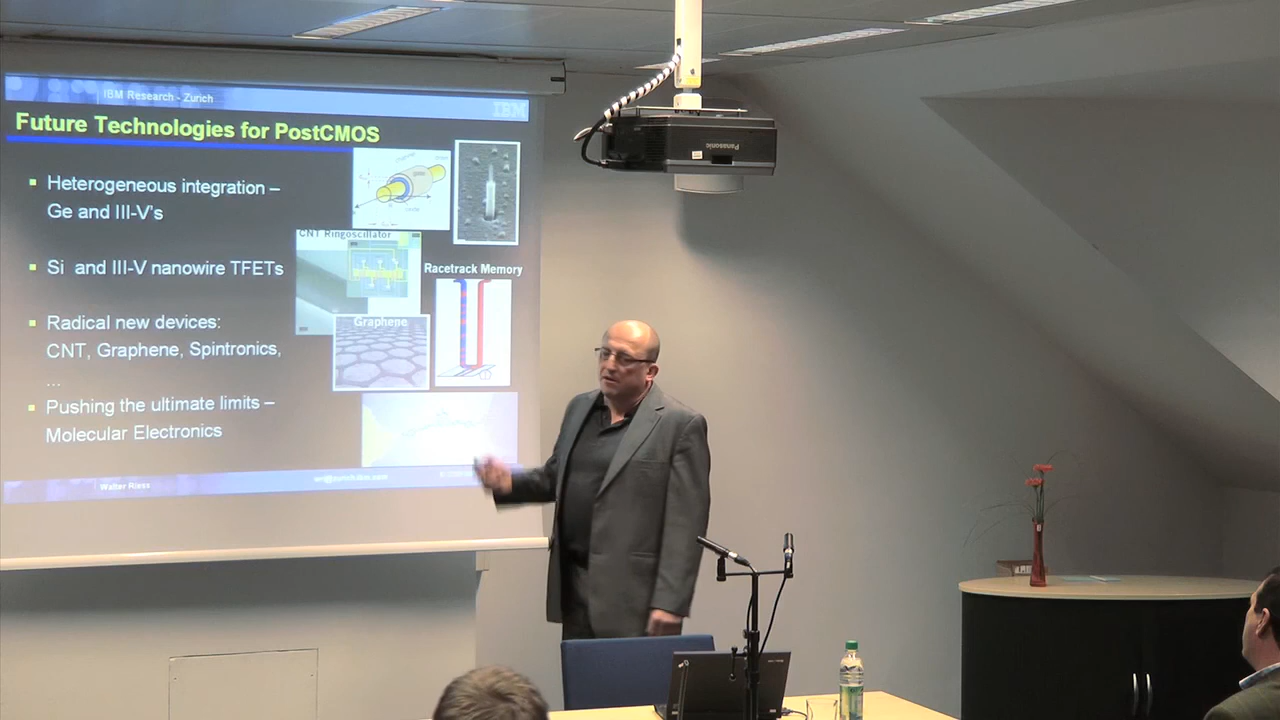 IBM Research - Zurich
IBM
Future Technologies for PostCMOS
Heterogeneous integration –
Ge and III-V's
Si and III-V nanowire TFETs
Radical new devices:
CNT, Graphene, Spintronics,
...
Pushing the ultimate limits –
Molecular Electronics
CNT Ringoscillator
Racetrack Memory
Graphene
Walter Riess
Panasonic